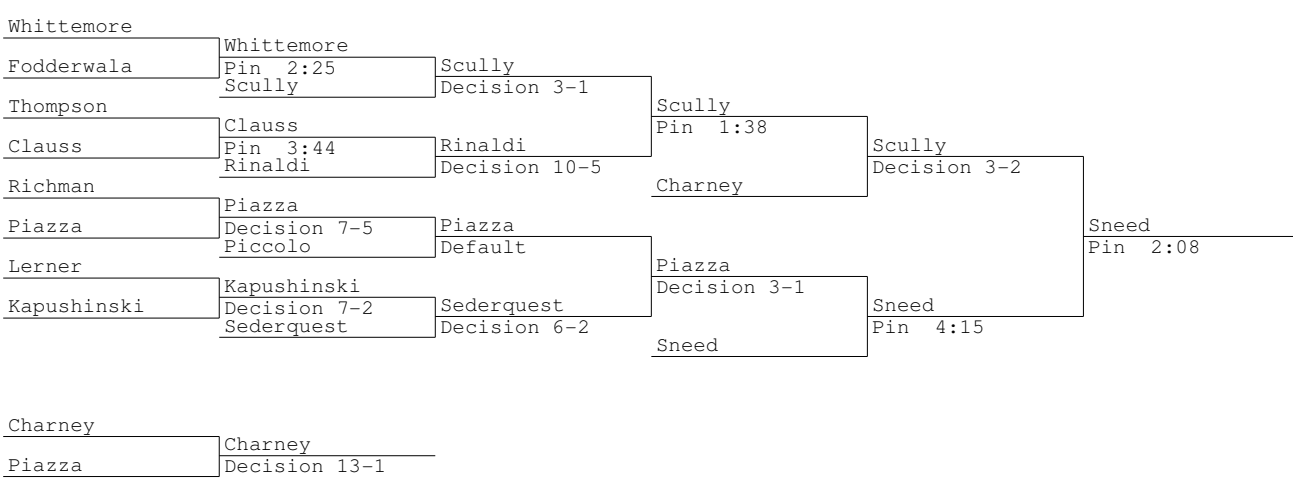 Whittemore
Whittemore
Fodderwala
Pin 2:25
Scully
Scully
Decision 3-1
Thompson
Scully
Clauss
Pin 1:38
Clauss
Pin 3:44
Rinaldi
Scully
Rinaldi
Decision 10-5
Decision 3-2
Richman
Charney
Piazza
Piazza
Decision 7-5
Piazza
Sneed
Piccolo
Default
Pin 2:08
Lerner
Piazza
Kapushinski
Decision 3-1
Kapushinski
Decision 7-2
Sederquest
Sneed
Sederquest
Decision 6-2
Pin 4:15
Sneed
Charney
Charney
Piazza
Decision 13-1